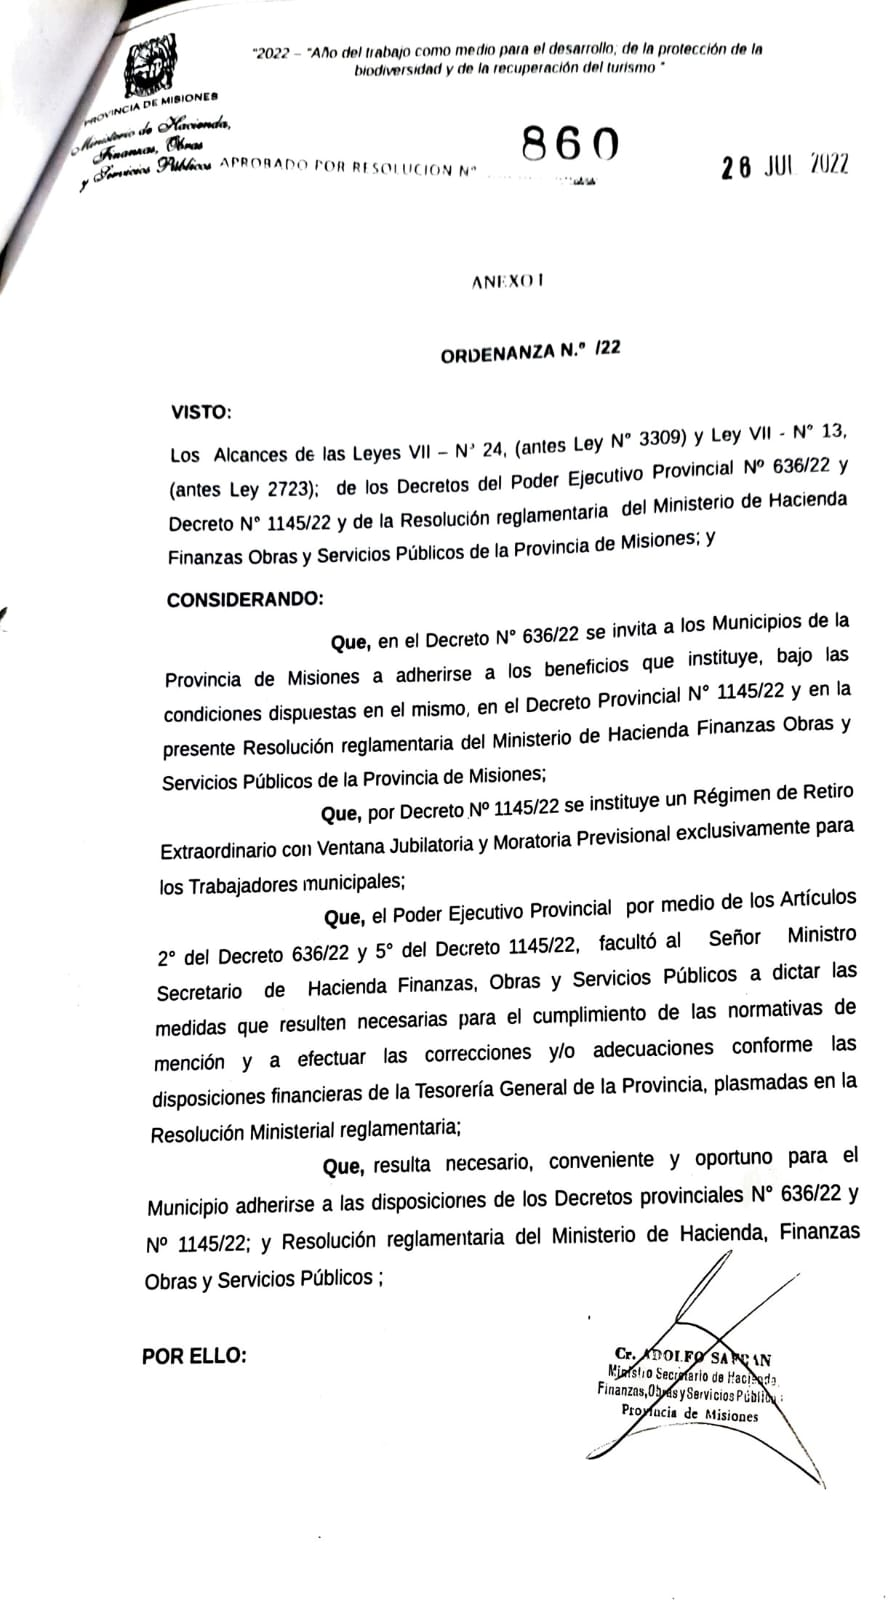 "2022 – "Año del trabajo como medio para el desarrollo, de la protección de la
biodiversidad y de la recuperación del turismo "
PROVINCIA DE MISIONES
Ministerio de Hacienda,
Finanzas, Obras
y Servicios Públicos
APROBADO POR RESOLUCION N°
860
26 JUL 2022
ANEXO I
ORDENANZA N.º /22
VISTO:
Los Alcances de las Leyes VII – N° 24, (antes Ley N° 3309) y Ley VII - N° 13,
(antes Ley 2723); de los Decretos del Poder Ejecutivo Provincial Nº 636/22 y
Decreto N° 1145/22 y de la Resolución reglamentaria del Ministerio de Hacienda
Finanzas Obras y Servicios Públicos de la Provincia de Misiones; y
CONSIDERANDO:
Que, en el Decreto N° 636/22 se invita a los Municipios de la
Provincia de Misiones a adherirse a los beneficios que instituye, bajo las
condiciones dispuestas en el mismo, en el Decreto Provincial N° 1145/22 y en la
presente Resolución reglamentaria del Ministerio de Hacienda Finanzas Obras y
Servicios Públicos de la Provincia de Misiones;
Que, por Decreto Nº 1145/22 se instituye un Régimen de Retiro
Extraordinario con Ventana Jubilatoria y Moratoria Previsional exclusivamente para
los Trabajadores municipales;
Que, el Poder Ejecutivo Provincial por medio de los Artículos
2° del Decreto 636/22 y 5° del Decreto 1145/22, facultó al Señor Ministro
Secretario de Hacienda Finanzas, Obras y Servicios Públicos a dictar las
medidas que resulten necesarias para el cumplimiento de las normativas de
mención y a efectuar las correcciones y/o adecuaciones conforme las
disposiciones financieras de la Tesorería General de la Provincia, plasmadas en la
Resolución Ministerial reglamentaria;
Que, resulta necesario, conveniente y oportuno para el
Municipio adherirse a las disposiciones de los Decretos provinciales N° 636/22 y
Nº 1145/22; y Resolución reglamentaria del Ministerio de Hacienda, Finanzas
Obras y Servicios Públicos ;
POR ELLO:
Cr. ADOLFO SAFRAN
Ministro Secretario de Hacienda,
Finanzas, Obras y Servicios Públicos
Provincia de Misiones